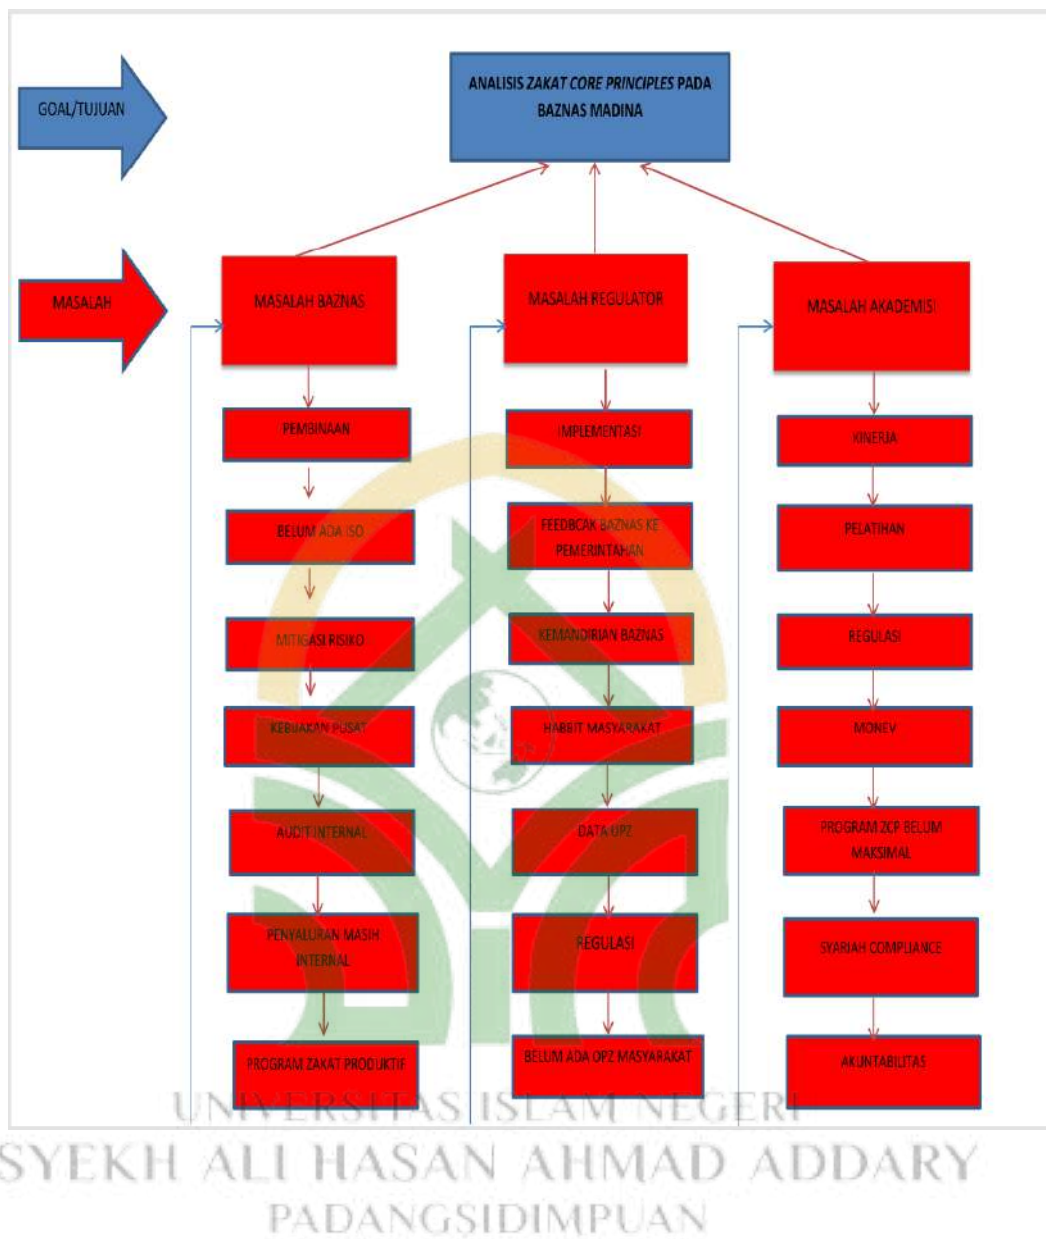 ANALISIS ZAKAT CORE PRINCIPLES PADA
BAZNAS MADINA
GOAL/TUJUAN
MASALAH
MASALAH BAZNAS
PEMBINAAN
BELUM ADA ISO
MITIGASI RISIKO
KEBIJAKAN PUSAT
AUDIT INTERNAL
PENYALURAN MASIH
INTERNAL
PROGRAM ZAKAT PRODUKTIF
MASALAH REGULATOR
IMPLEMENTASI
FEEDBCAK BAZNAS KE
PEMERINTAHAN
KEMANDIRIAN BAZNAS
HABBIT MASYARAKAT
DATA UPZ
REGULASI
BELUM ADA OPZ MASYARAKAT
MASALAH AKADEMISI
KINERJA
PELATIHAN
REGULASI
MONEV
PROGRAM ZCP BELUM
MAKSIMAL
SYARIAH COMPLIANCE
AKUNTABILITAS
UNIVERSITAS ISLAM NEGERI
SYEKH ALI HASAN AHMAD ADDARY
PADANGSIDIMPUAN